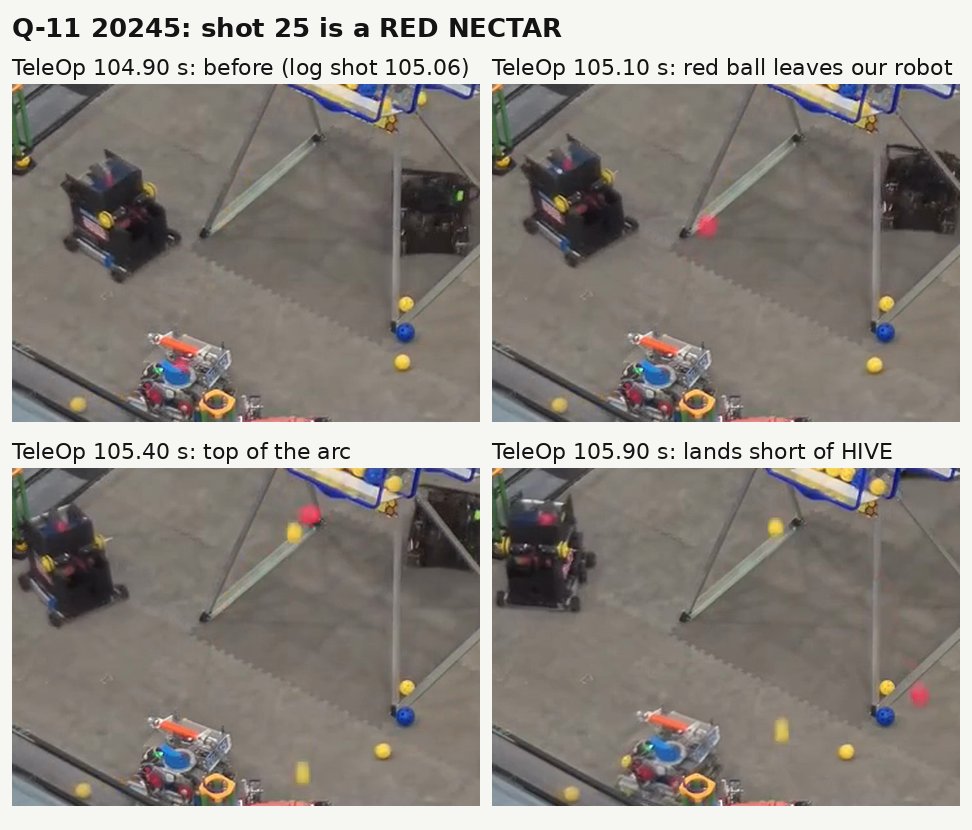 Q-11 20245: shot 25 is a RED NECTAR
TeleOp 104.90 s: before (log shot 105.06)
TeleOp 105.10 s: red ball leaves our robot
TeleOp 105.40 s: top of the arc
TeleOp 105.90 s: lands short of HIVE